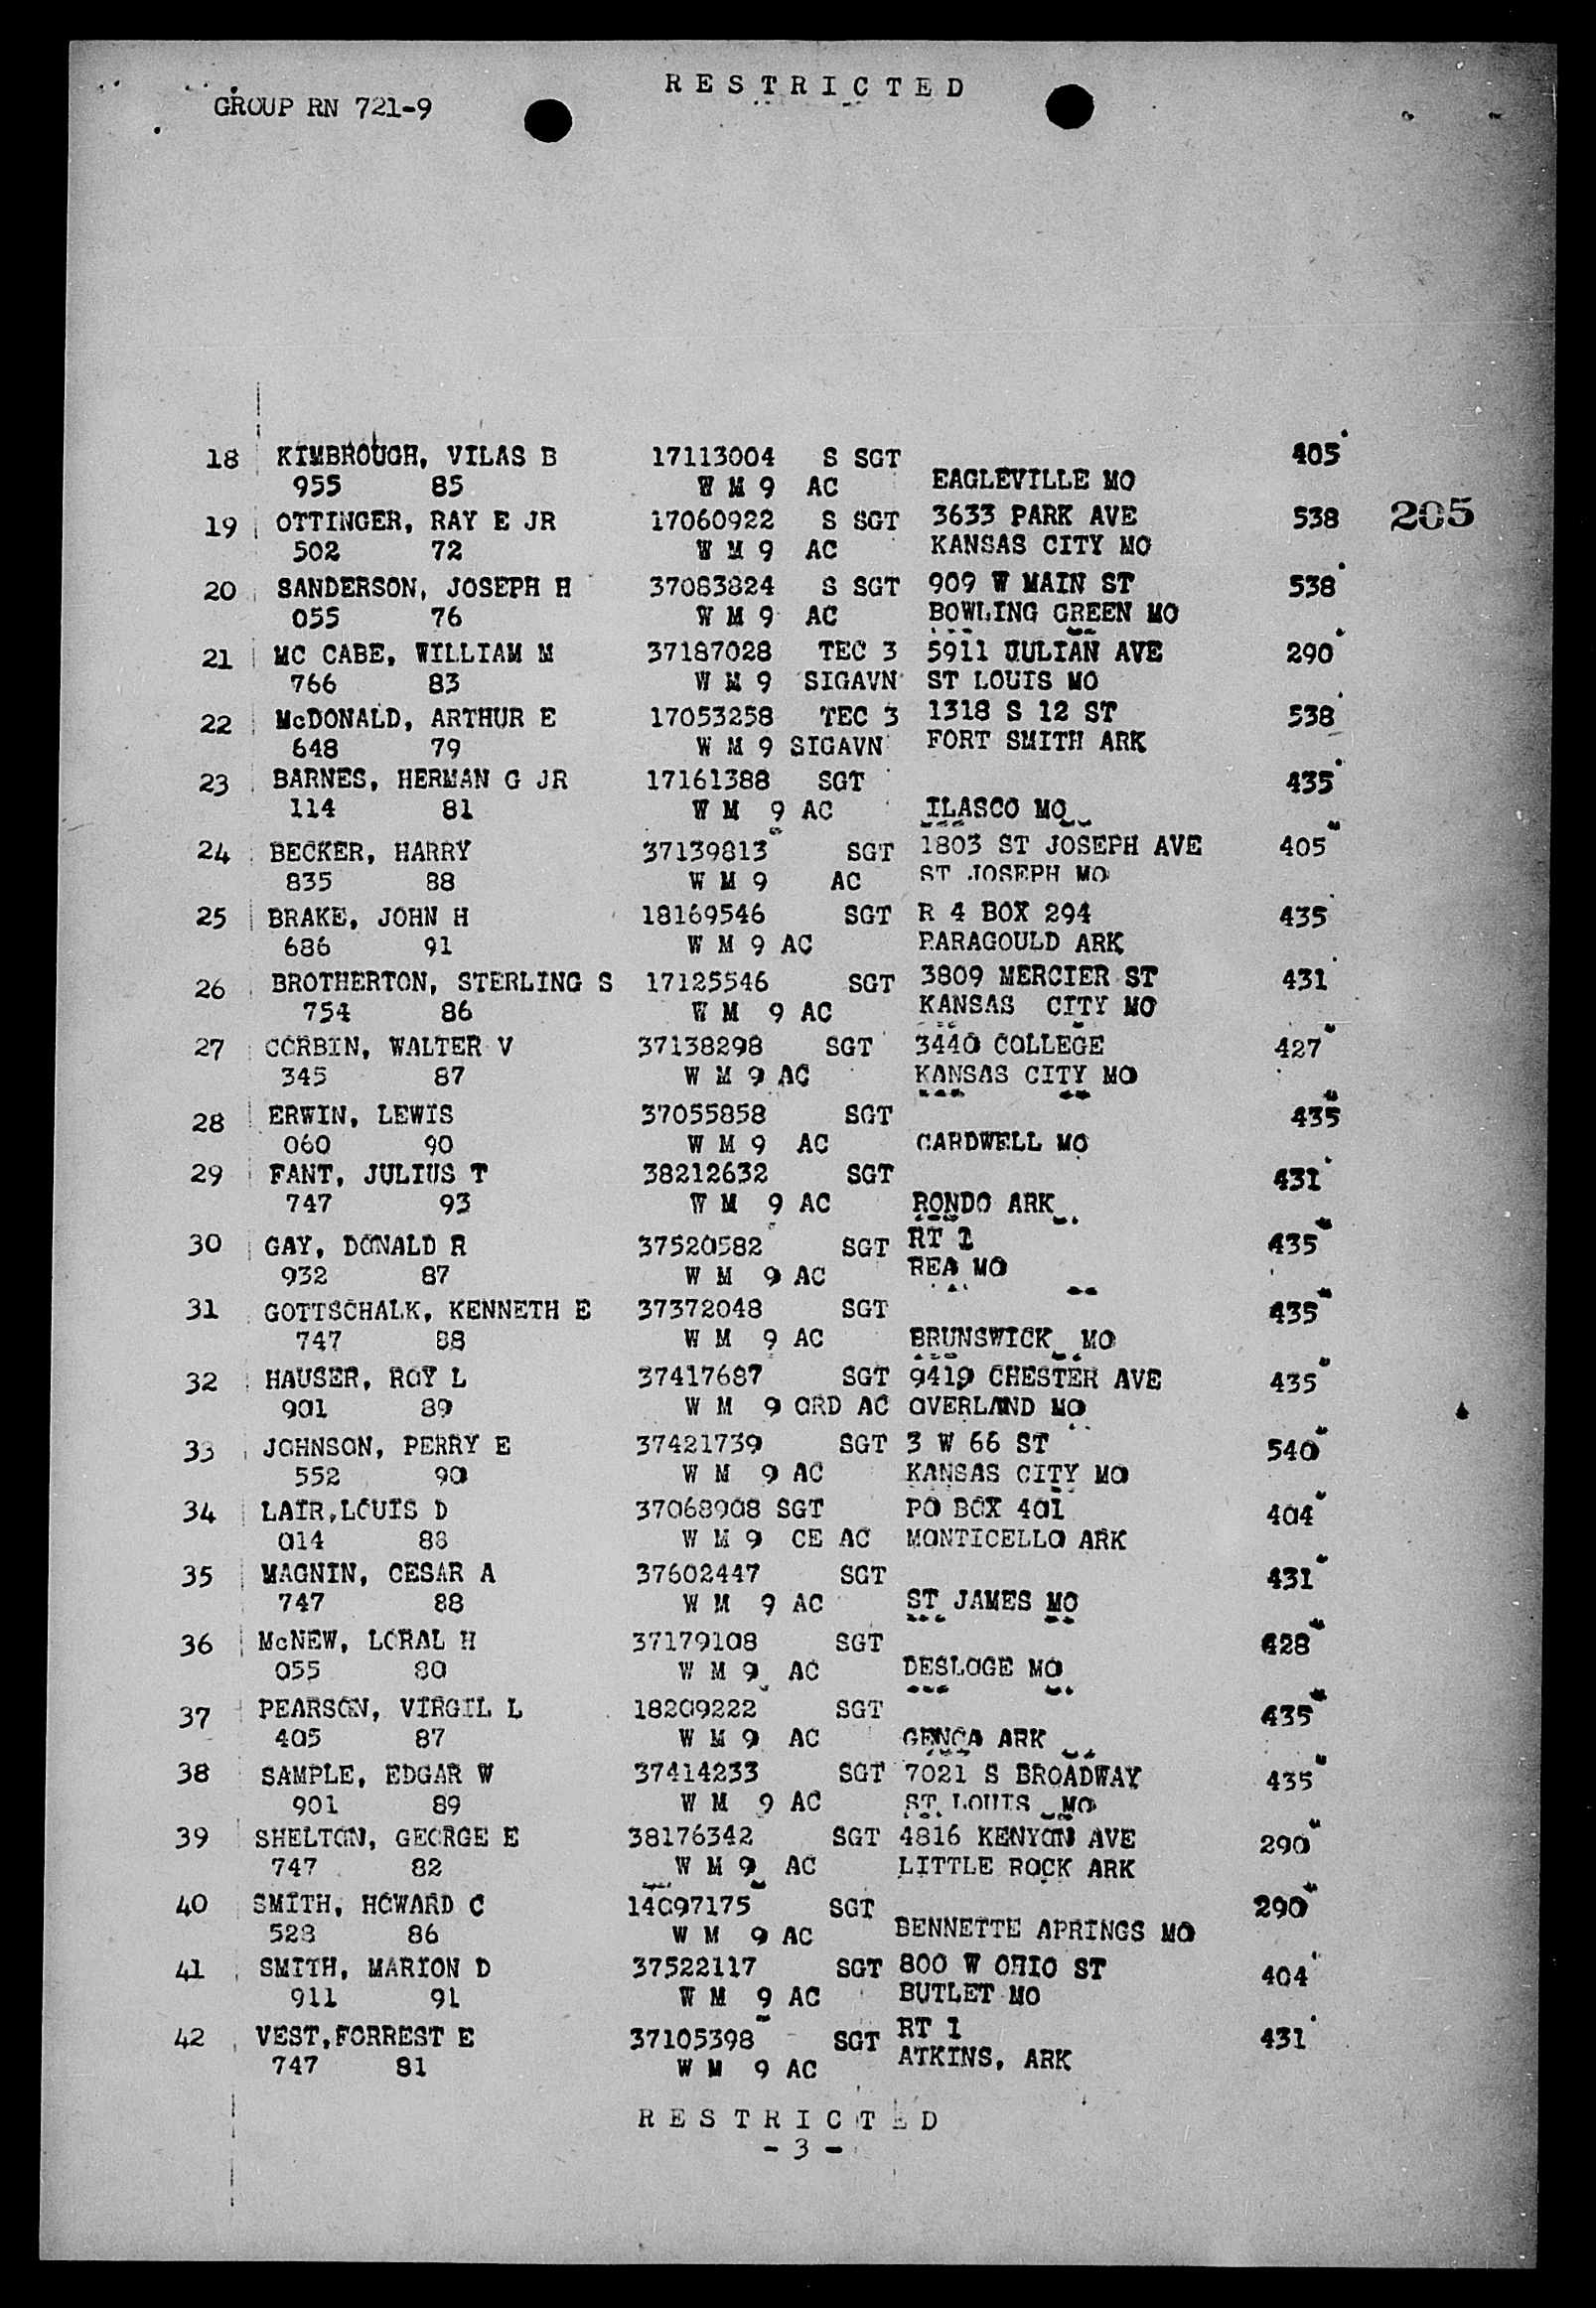 RESTRICTED
GROUP RN 721-9
18 KIMBROUGH, VILAS B 17113004 S SGT 405
955 85 W M 9 AC EAGLEVILLE MO
19 OTTINGER, RAY E JR 17060922 S SGT 3633 PARK AVE 538 205
502 72 W M 9 AC KANSAS CITY MO
20 SANDERSON, JOSEPH H 37083824 S SGT 909 W MAIN ST 538
055 76 W M 9 AC BOWLING GREEN MO
21 MC CABE, WILLIAM M 37187028 TEC 3 5911 JULIAN AVE 290
766 83 W M 9 SIGAVN ST LOUIS MO
22 McDONALD, ARTHUR E 17053258 TEC 3 1318 S 12 ST 538
648 79 W M 9 SIGAVN FORT SMITH ARK
23 BARNES, HERMAN G JR 17161388 SGT 435
114 81 W M 9 AC ILASCO MO
24 BECKER, HARRY 37139813 SGT 1803 ST JOSEPH AVE 405
835 88 W M 9 AC ST JOSEPH MO
25 BRAKE, JOHN H 18169546 SGT R 4 BOX 294 435
686 91 W M 9 AC PARAGOULD ARK
26 BROTHERTON, STERLING S 17125546 SGT 3809 MERCIER ST 431
754 86 W M 9 AC KANSAS CITY MO
27 CORBIN, WALTER V 37138298 SGT 3440 COLLEGE 427
345 87 W M 9 AC KANSAS CITY MO
28 ERWIN, LEWIS 37055858 SGT 435
060 90 W M 9 AC CARDWELL MO
29 FANT, JULIUS T 38212632 SGT 431
747 93 W M 9 AC RONDO ARK
30 GAY, DONALD R 37520582 SGT RT 1 435
932 87 W M 9 AC REA MO
31 GOTTSCHALK, KENNETH E 37372048 SGT 435
747 88 W M 9 AC BRUNSWICK MO
32 HAUSER, ROY L 37417687 SGT 9419 CHESTER AVE 435
901 89 W M 9 ORD AC OVERLAND MO
33 JOHNSON, PERRY E 37421739 SGT 3 W 66 ST 540
552 90 W M 9 AC KANSAS CITY MO
34 LAIR,LOUIS D 37068908 SGT PO BOX 401 404
014 88 W M 9 CE AC MONTICELLO ARK
35 MAGNIN, CESAR A 37602447 SGT 431
747 88 W M 9 AC ST JAMES MO
36 McNEW, LORAL H 37179108 SGT 428
055 80 W M 9 AC DESLOGE MO
37 PEARSON, VIRGIL L 18209222 SGT 435
405 87 W M 9 AC GENOA ARK
38 SAMPLE, EDGAR W 37414233 SGT 7021 S BROADWAY 435
901 89 W M 9 AC ST LOUIS MO
39 SHELTON, GEORGE E 38176342 SGT 4816 KENYON AVE 290
747 82 W M 9 AC LITTLE ROCK ARK
40 SMITH, HOWARD C 14097175 SGT 290
528 86 W M 9 AC BENNETTE APRINGS MO
41 SMITH, MARION D 37522117 SGT 800 W OHIO ST 404
911 91 W M 9 AC BUTLET MO
42 VEST,FORREST E 37105398 SGT RT 1 431
747 81 W M 9 AC ATKINS, ARK
RESTRICTED
- 3 -